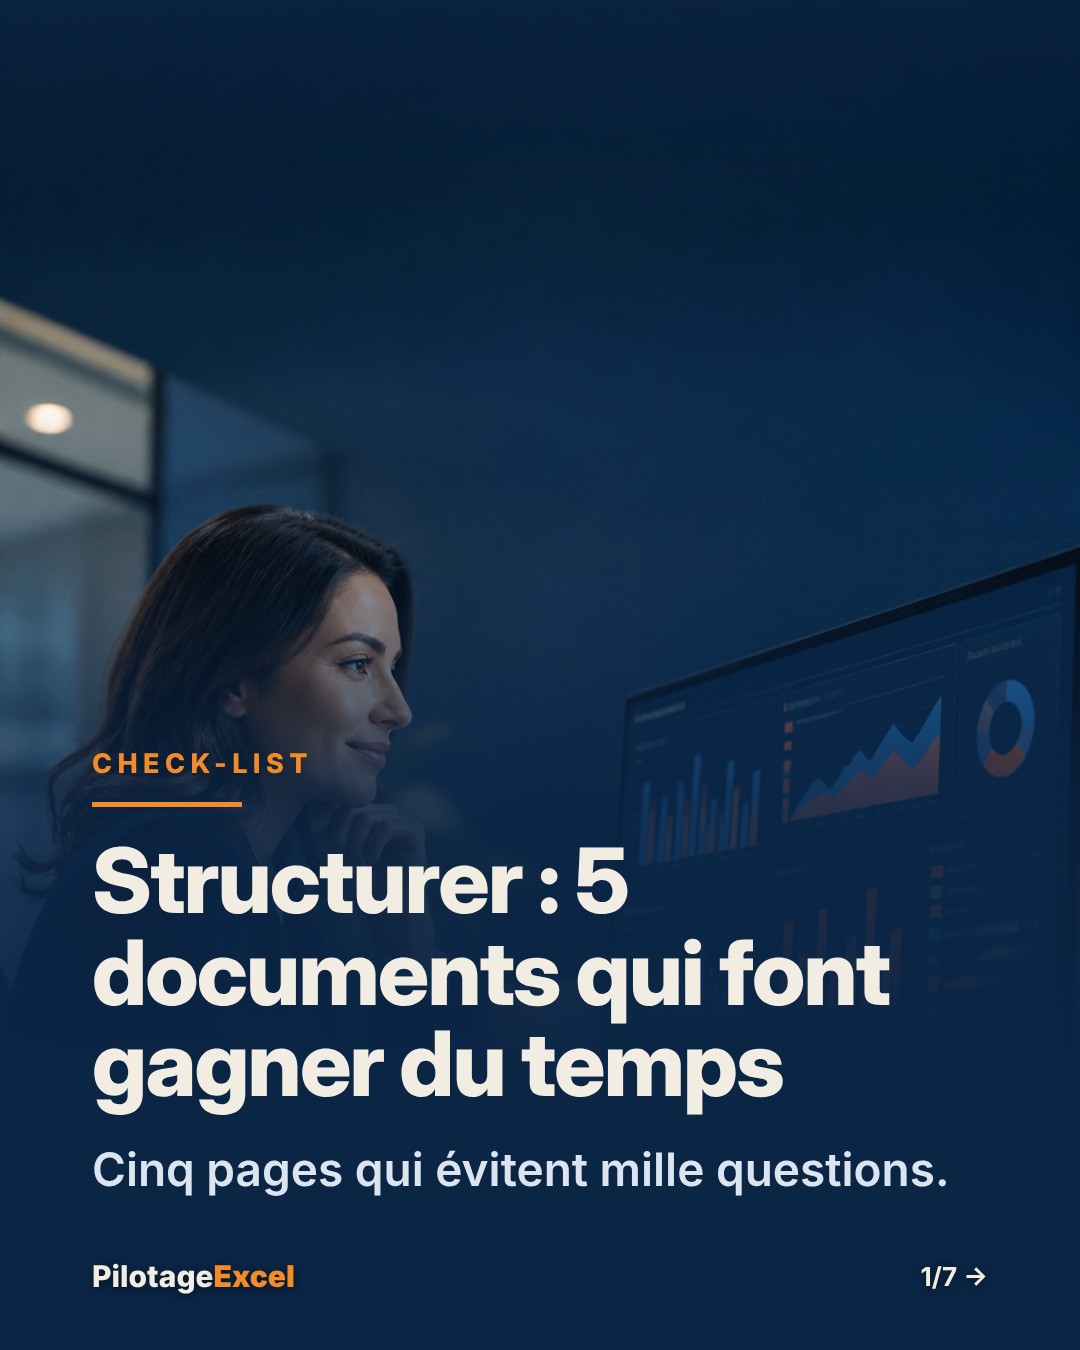 CHECK-LIST
Structurer : 5
documents qui font
gagner du temps
Cinq pages qui évitent mille questions.
PilotageExcel
1/7 →